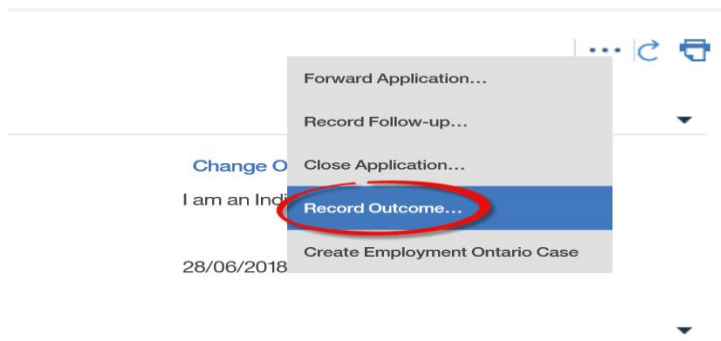 Forward Application...
Record Follow-up...
Change O
Close Application...
I am an Indi
Record Outcome...
Create Employment Ontario Case
28/06/2018